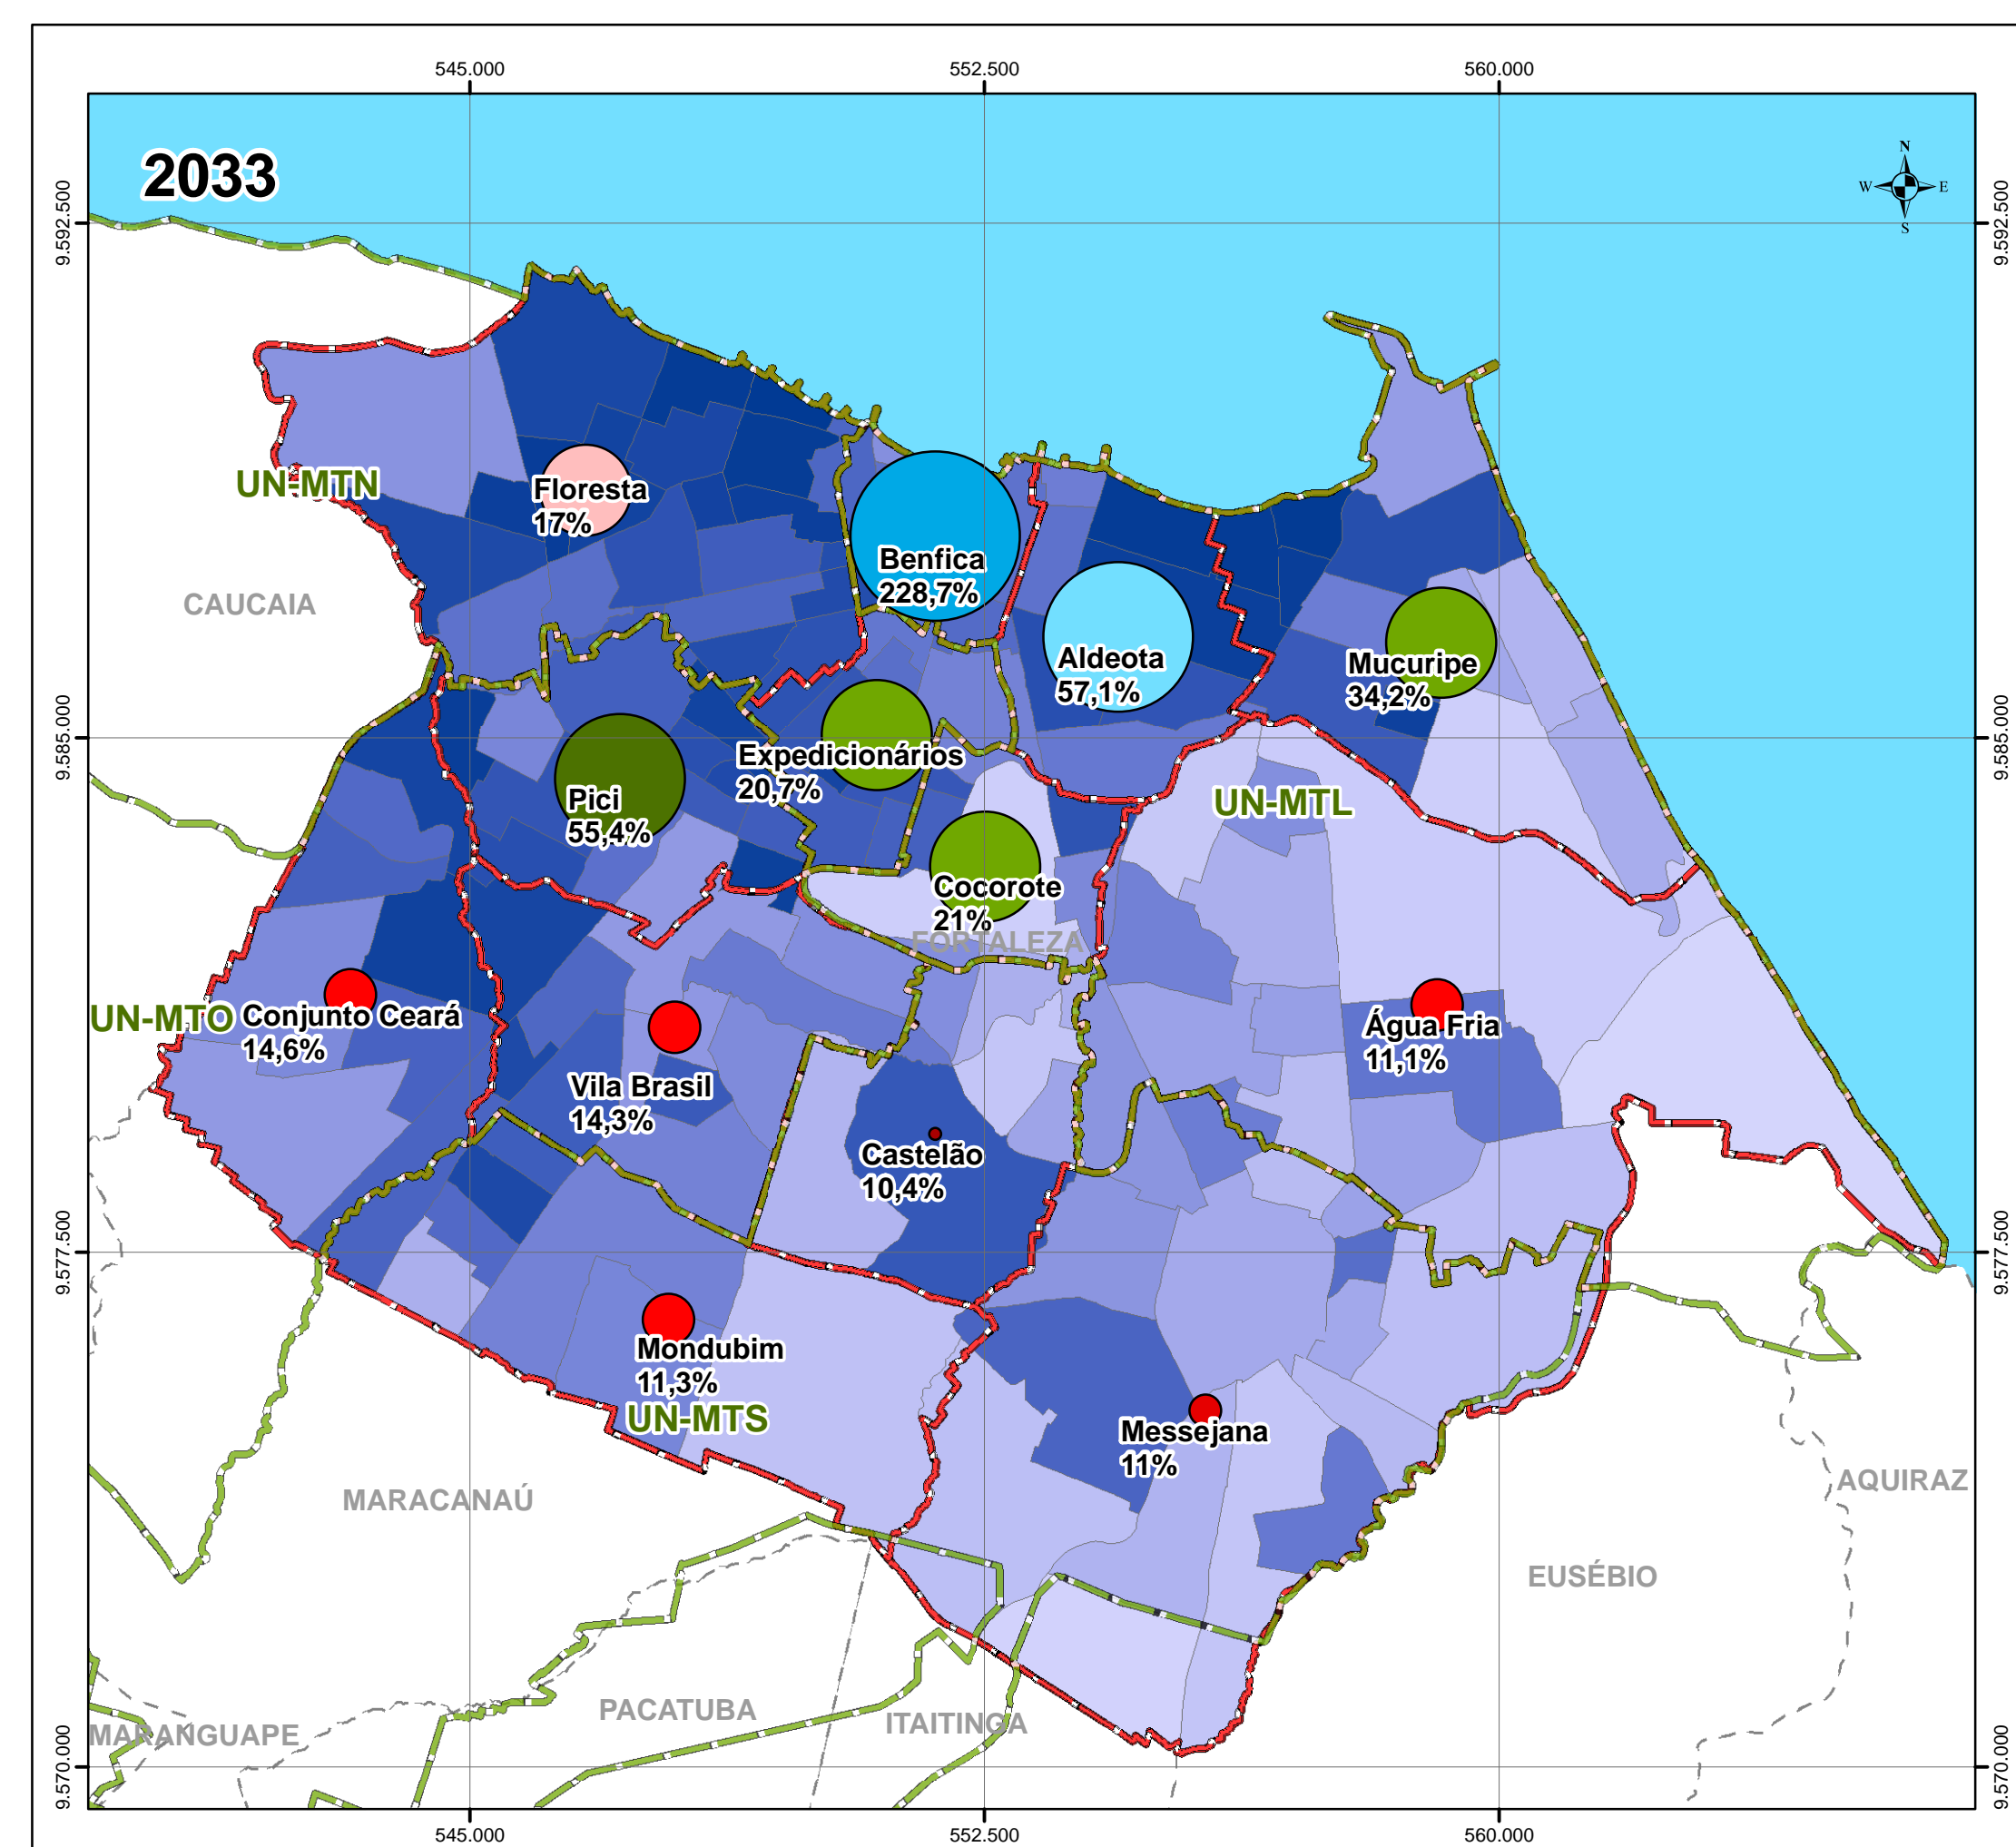 545.000
552.500
560.000
2033
N
W
E
S
9.592.500
9.592.500
UN-MTN
Floresta
17%
Benfica
228,7%
CAUCAIA
Aldeota
57,1%
Mucuripe
34,2%
9.585.000
9.585.000
Expedicionários
20,7%
Pici
55,4%
UN-MTL
Cocorote
21%
FORTALEZA
UN-MTO
Conjunto Ceará
14,6%
Água Fria
11,1%
Vila Brasil
14,3%
Castelão
10,4%
9.577.500
9.577.500
Mondubim
11,3%
UN-MTS
Messejana
11%
MARACANAÚ
AQUIRAZ
EUSÉBIO
PACATUBA
ITAITINGA
MARANGUAPE
9.570.000
9.570.000
545.000
552.500
560.000